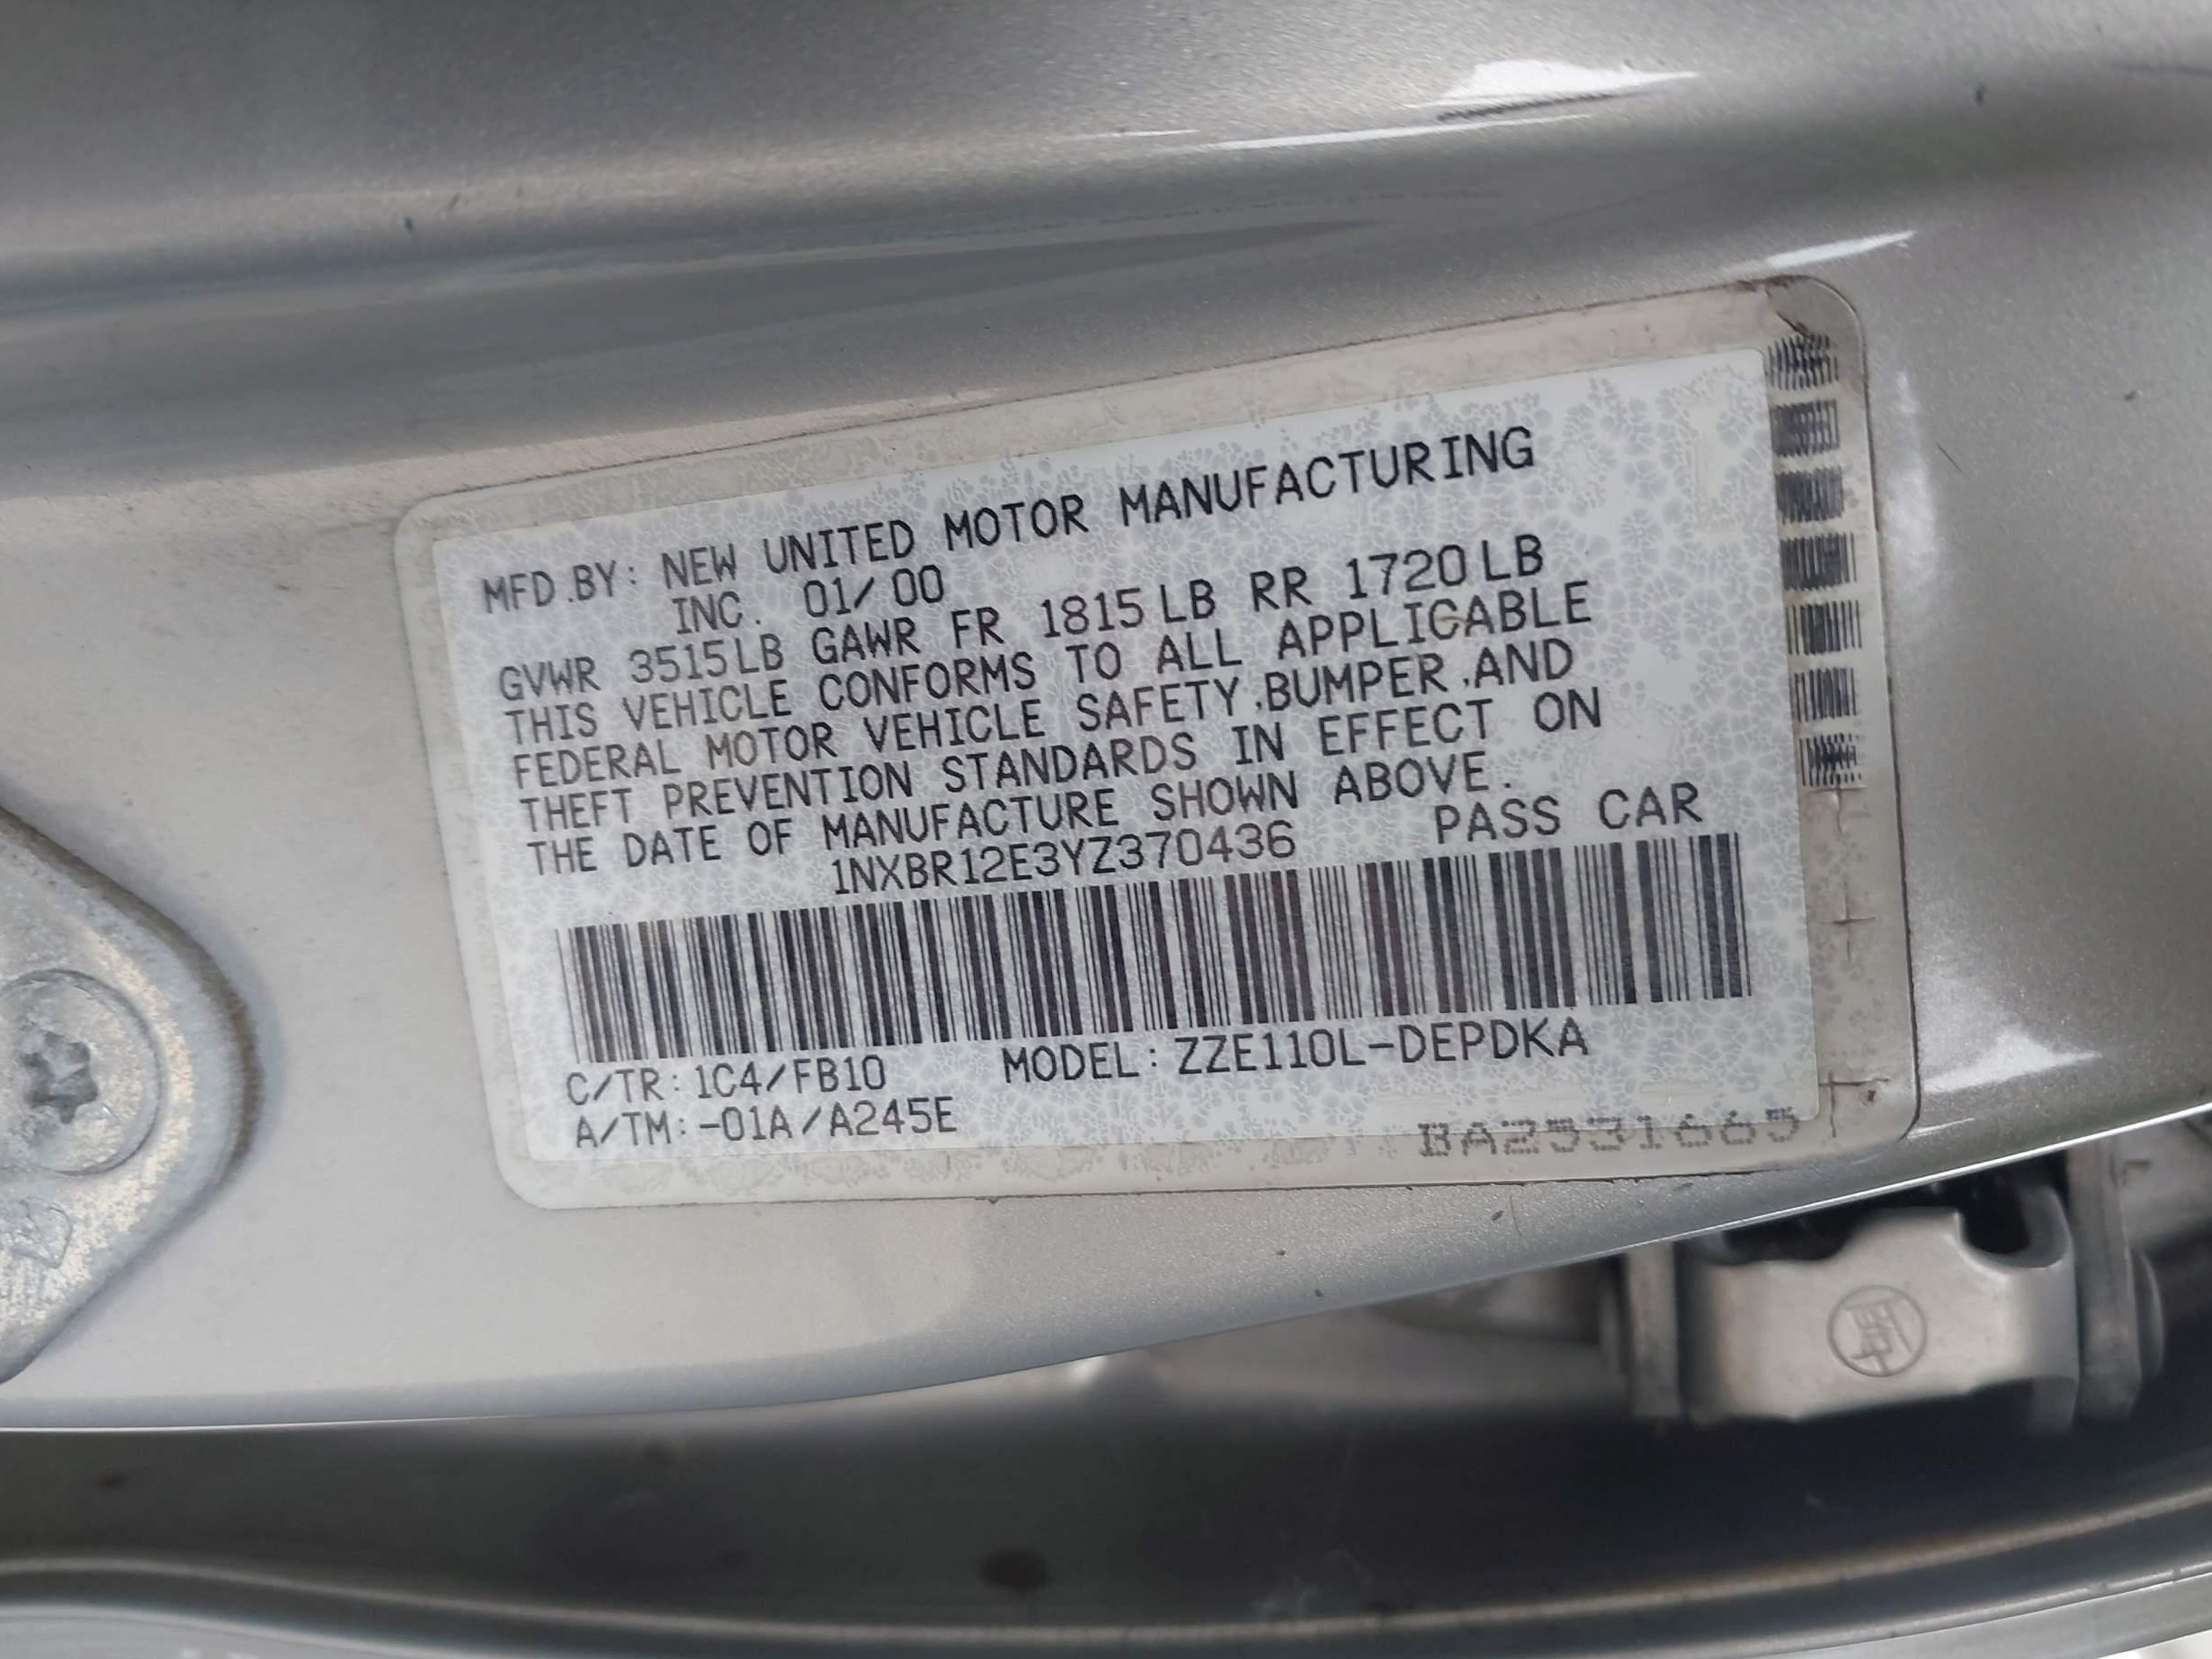 MFD.BY: NEW UNITED MOTOR MANUFACTURING
INC. 01/00
GVWR 3515LB GAWR FR 1815LB RR 1720LB
THIS VEHICLE CONFORMS TO ALL APPLICABLE
FEDERAL MOTOR VEHICLE SAFETY,BUMPER,AND
THEFT PREVENTION STANDARDS IN EFFECT ON
THE DATE OF MANUFACTURE SHOWN ABOVE.
1NXBR12E3YZ370436 PASS CAR
C/TR:1C4/FB10 MODEL:ZZE110L-DEPDKA
A/TM:-01A/A245E
BA2531665